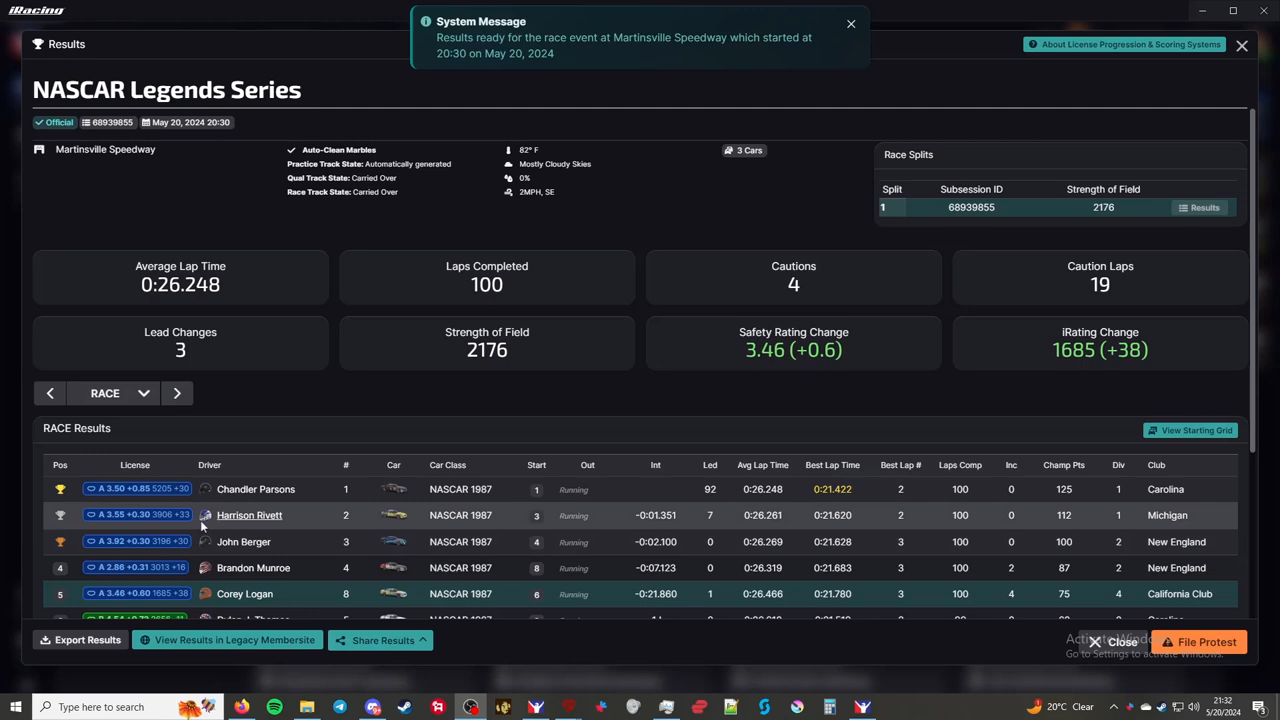 iRacing
System Message
Results ready for the race event at Martinsville Speedway which started at
20:30 on May 20, 2024
Results
About License Progression & Scoring Systems
NASCAR Legends Series
Official 68939855 May 20, 2024 20:30
Martinsville Speedway
Auto-Clean Marbles
Practice Track State: Automatically generated
Qual Track State: Carried Over
Race Track State: Carried Over
82° F
Mostly Cloudy Skies
0%
2MPH, SE
3 Cars
Race Splits
Split Subsession ID Strength of Field
1 68939855 2176 Results
Average Lap Time Laps Completed Cautions Caution Laps
0:26.248 100 4 19
Lead Changes Strength of Field Safety Rating Change iRating Change
3 2176 3.46 (+0.6) 1685 (+38)
RACE
RACE Results
View Starting Grid
Pos License Driver # Car Car Class Start Out Int Led Avg Lap Time Best Lap Time Best Lap # Laps Comp Inc Champ Pts Div Club
A 3.50 +0.85 5205 +30 Chandler Parsons 1 NASCAR 1987 1 Running 92 0:26.248 0:21.422 2 100 0 125 1 Carolina
A 3.55 +0.30 3906 +33 Harrison Rivett 2 NASCAR 1987 3 Running -0:01.351 7 0:26.261 0:21.620 2 100 0 112 1 Michigan
A 3.92 +0.30 3196 +30 John Berger 3 NASCAR 1987 4 Running -0:02.100 0 0:26.269 0:21.628 3 100 0 100 2 New England
4 A 2.86 +0.31 3013 +16 Brandon Munroe 4 NASCAR 1987 8 Running -0:07.123 0 0:26.319 0:21.683 3 100 2 87 2 New England
5 A 3.46 +0.60 1685 +38 Corey Logan 8 NASCAR 1987 6 Running -0:21.860 1 0:26.466 0:21.780 3 100 4 75 4 California Club
Export Results
View Results in Legacy Membersite
Share Results
Close
File Protest
Go to Settings to activate Windows.
Type here to search
20°C Clear
21:32
5/20/2024